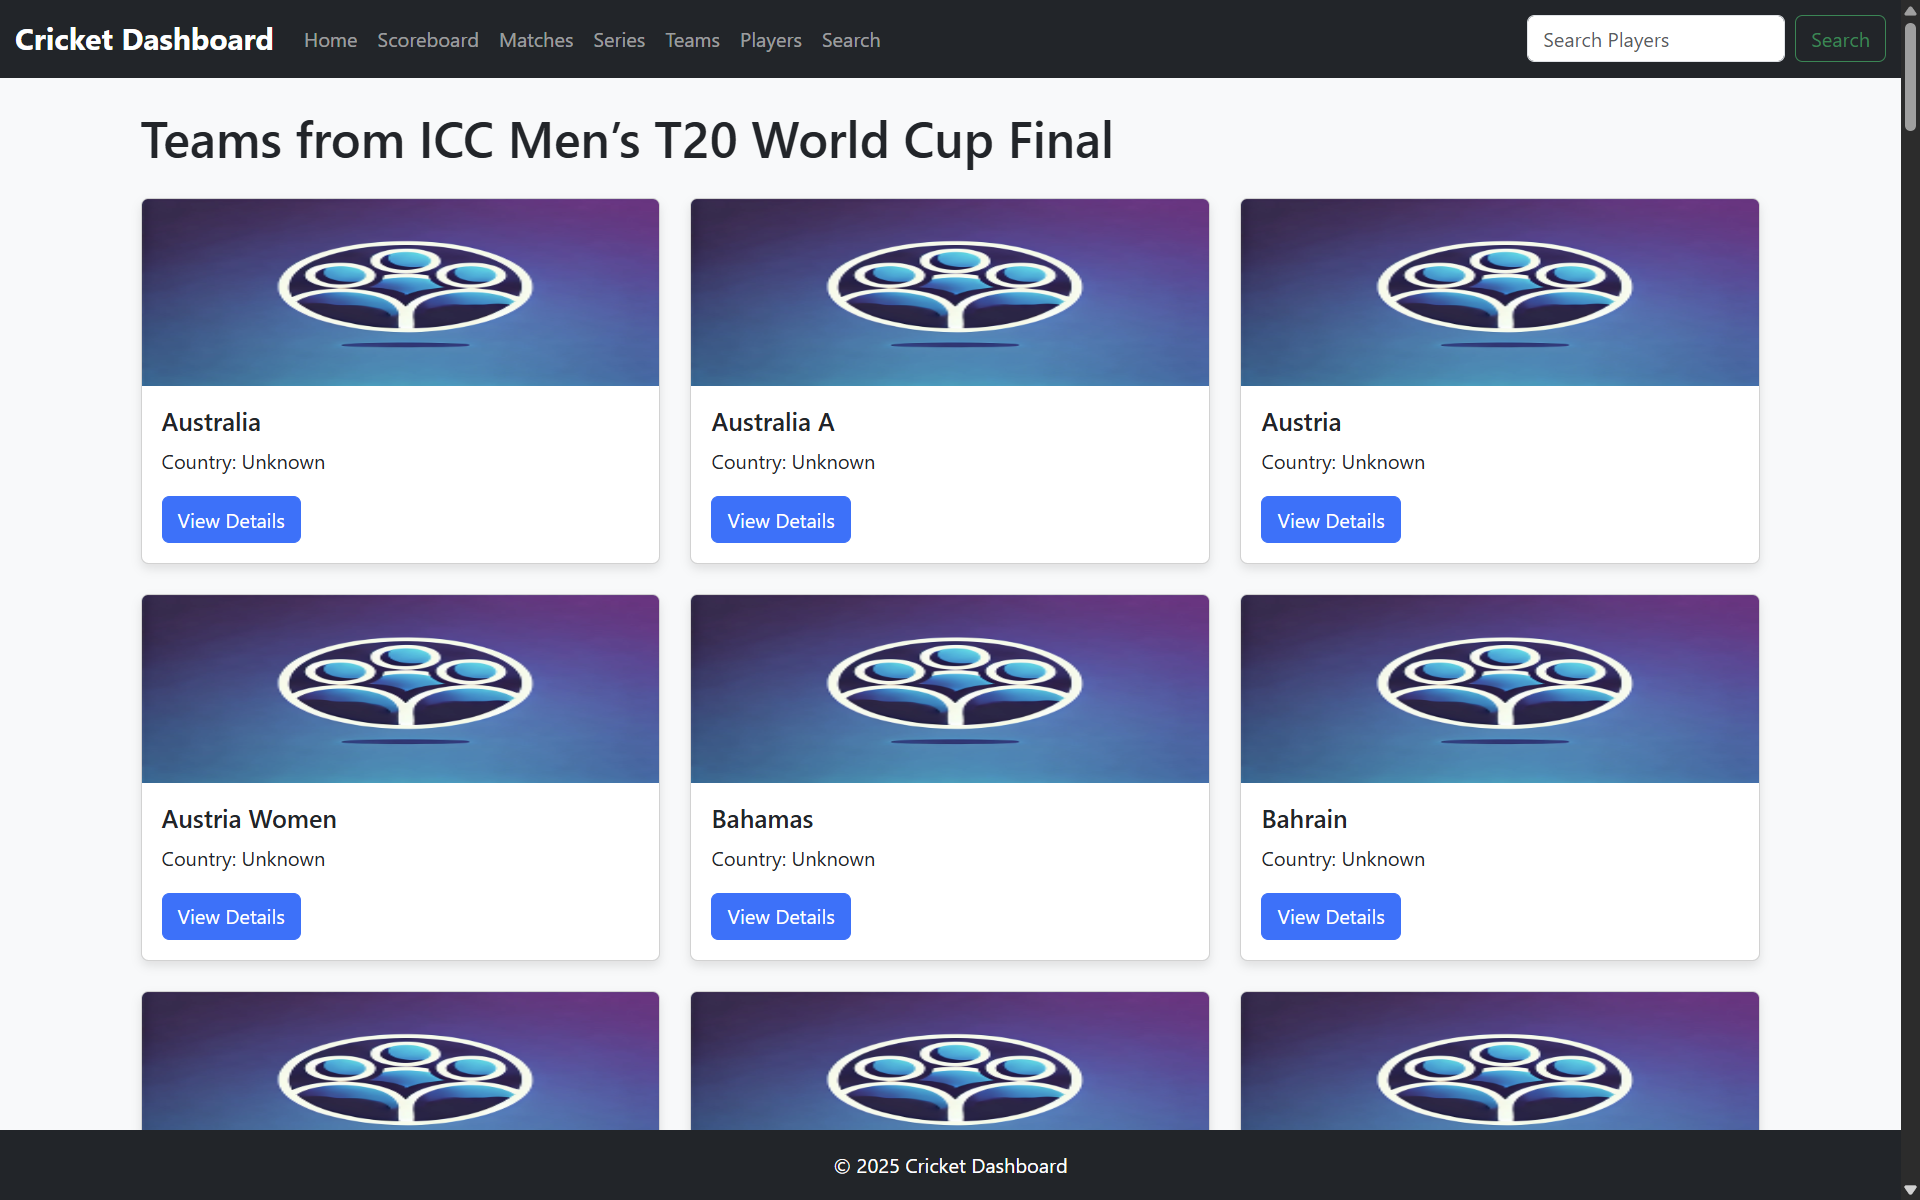 Cricket Dashboard Home Scoreboard Matches Series Teams Players Search Search Players Search
Teams from ICC Men’s T20 World Cup Final
Australia
Country: Unknown
View Details
Australia A
Country: Unknown
View Details
Austria
Country: Unknown
View Details
Austria Women
Country: Unknown
View Details
Bahamas
Country: Unknown
View Details
Bahrain
Country: Unknown
View Details
© 2025 Cricket Dashboard